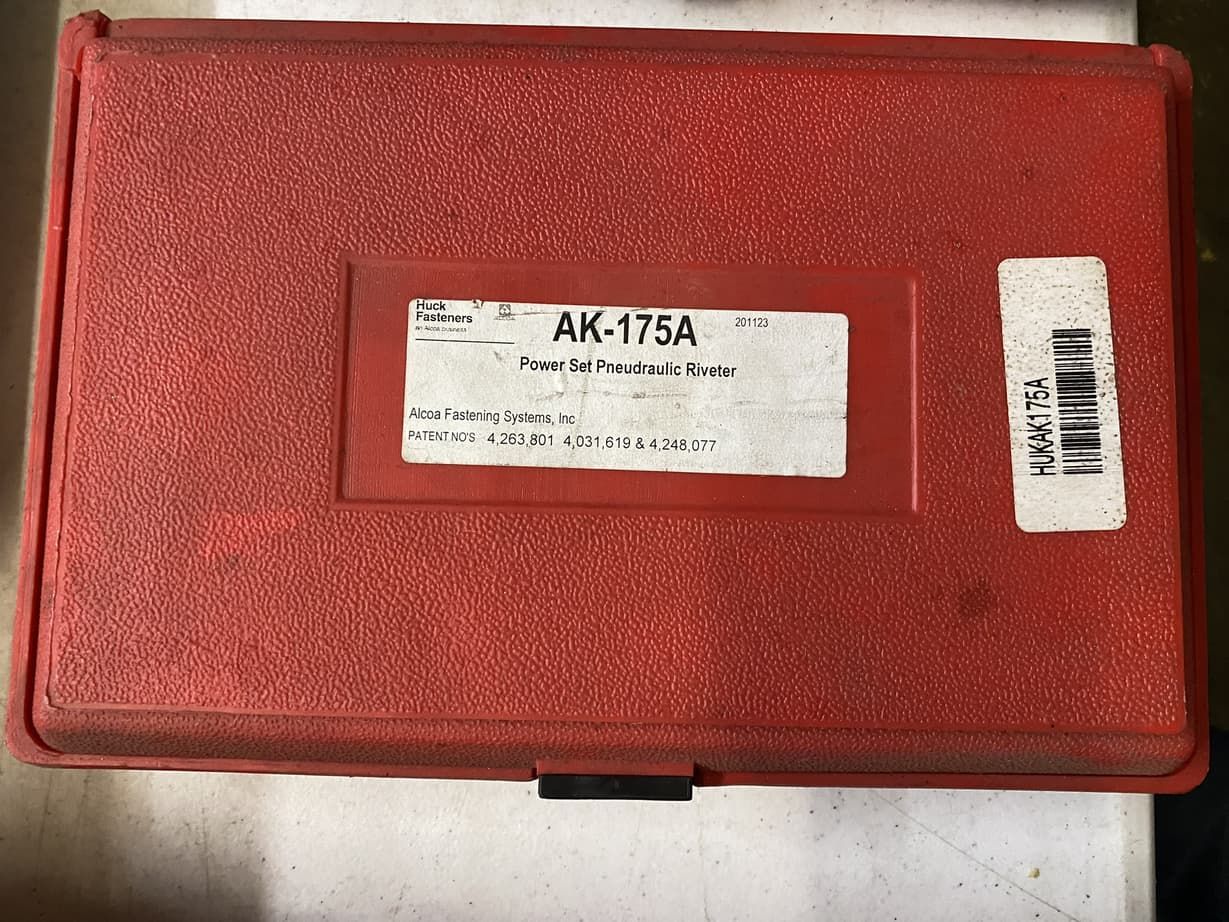 Huck
Fasteners
an Alcoa business
AK-175A
201123
Power Set Pneudraulic Riveter
Alcoa Fastening Systems, Inc
PATENT NO'S 4,263,801 4,031,619 & 4,248,077
HUKAK175A